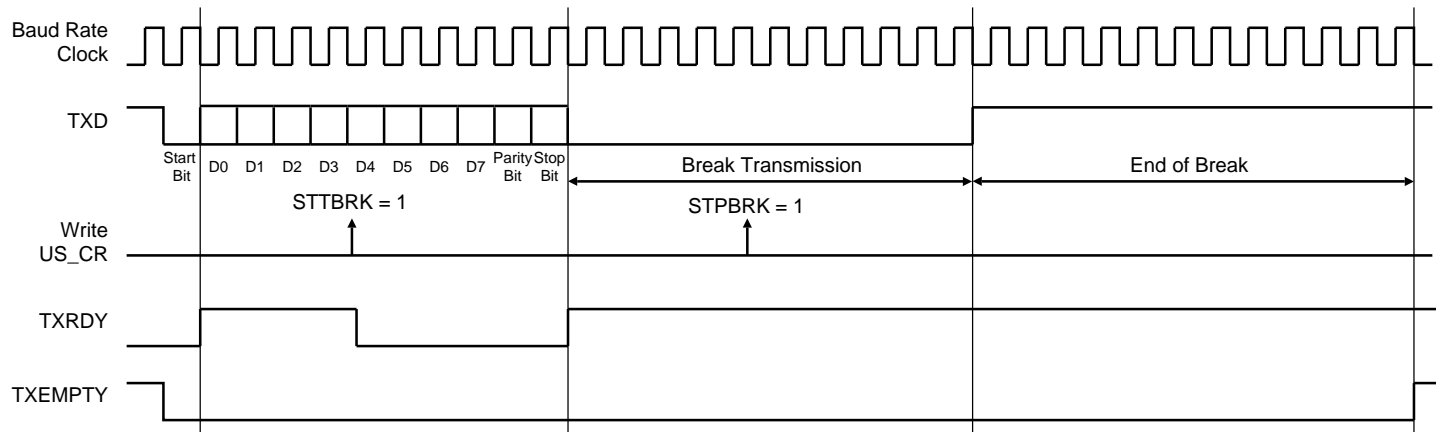 Baud Rate
Clock
TXD
Start
Bit
D0 D1 D2 D3 D4 D5 D6 D7
Parity
Bit
Stop
Bit
Break Transmission
End of Break
STTBRK = 1
STPBRK = 1
Write
US_CR
TXRDY
TXEMPTY